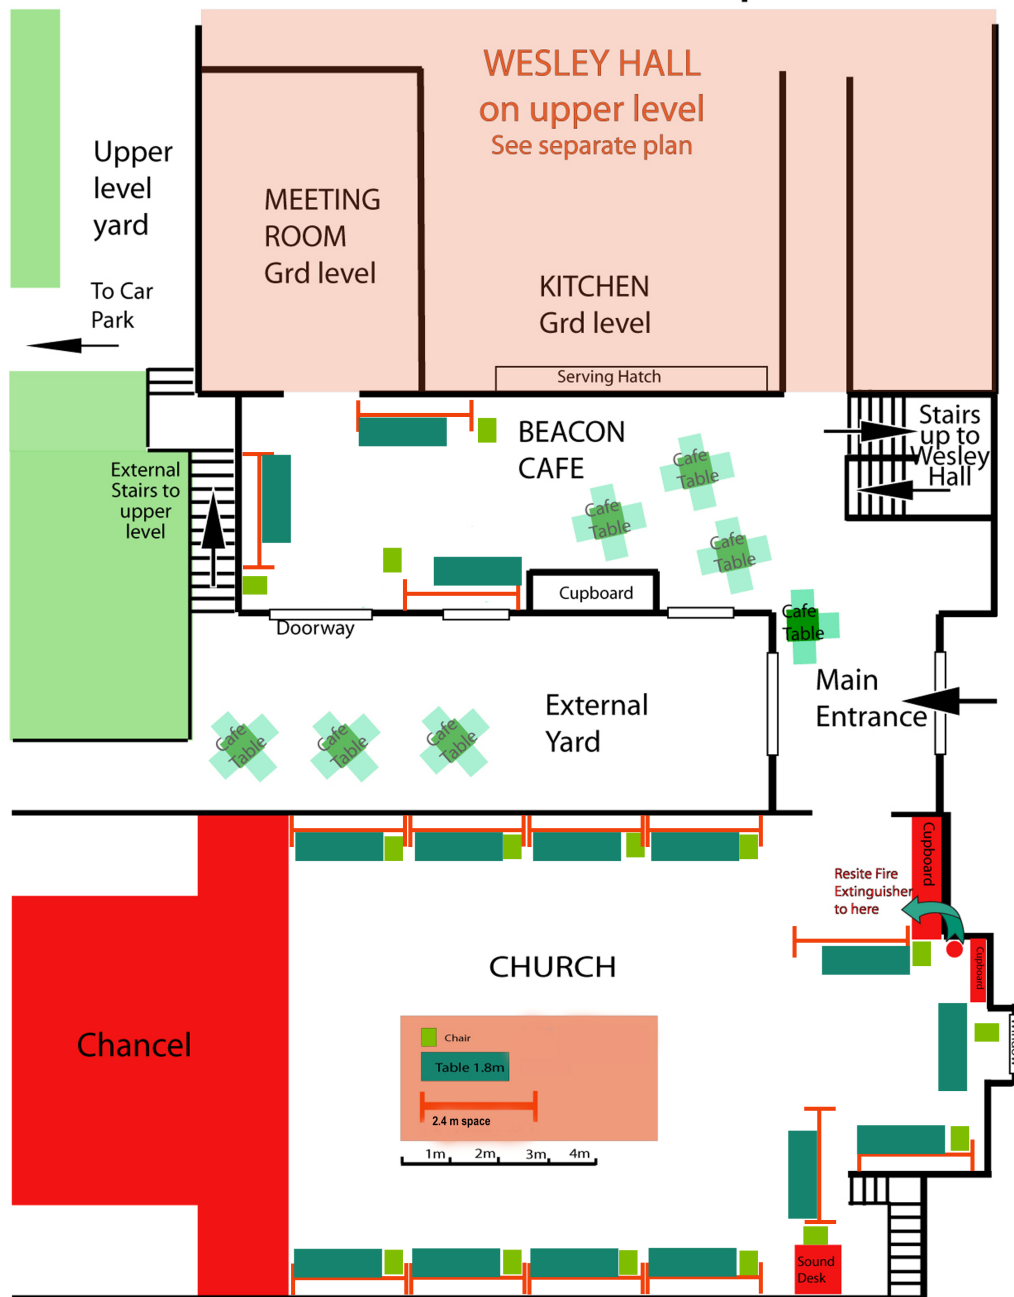 WESLEY HALL
on upper level
See separate plan
Upper
level
yard
MEETING
ROOM
Grd level
To Car
Park
KITCHEN
Grd level
Serving Hatch
BEACON
CAFE
Stairs
up to
Wesley
Hall
External
Stairs to
upper
level
Cafe
Table
Cafe
Table
Cafe
Table
Cupboard
Cafe
Table
Doorway
Main
Entrance
External
Yard
Cafe
Table
Cafe
Table
Cafe
Table
Cupboard
Resite Fire
Extinguisher
to here
Cupboard
CHURCH
Chancel
Chair
Table 1.8m
2.4 m space
1m 2m 3m 4m
Sound
Desk